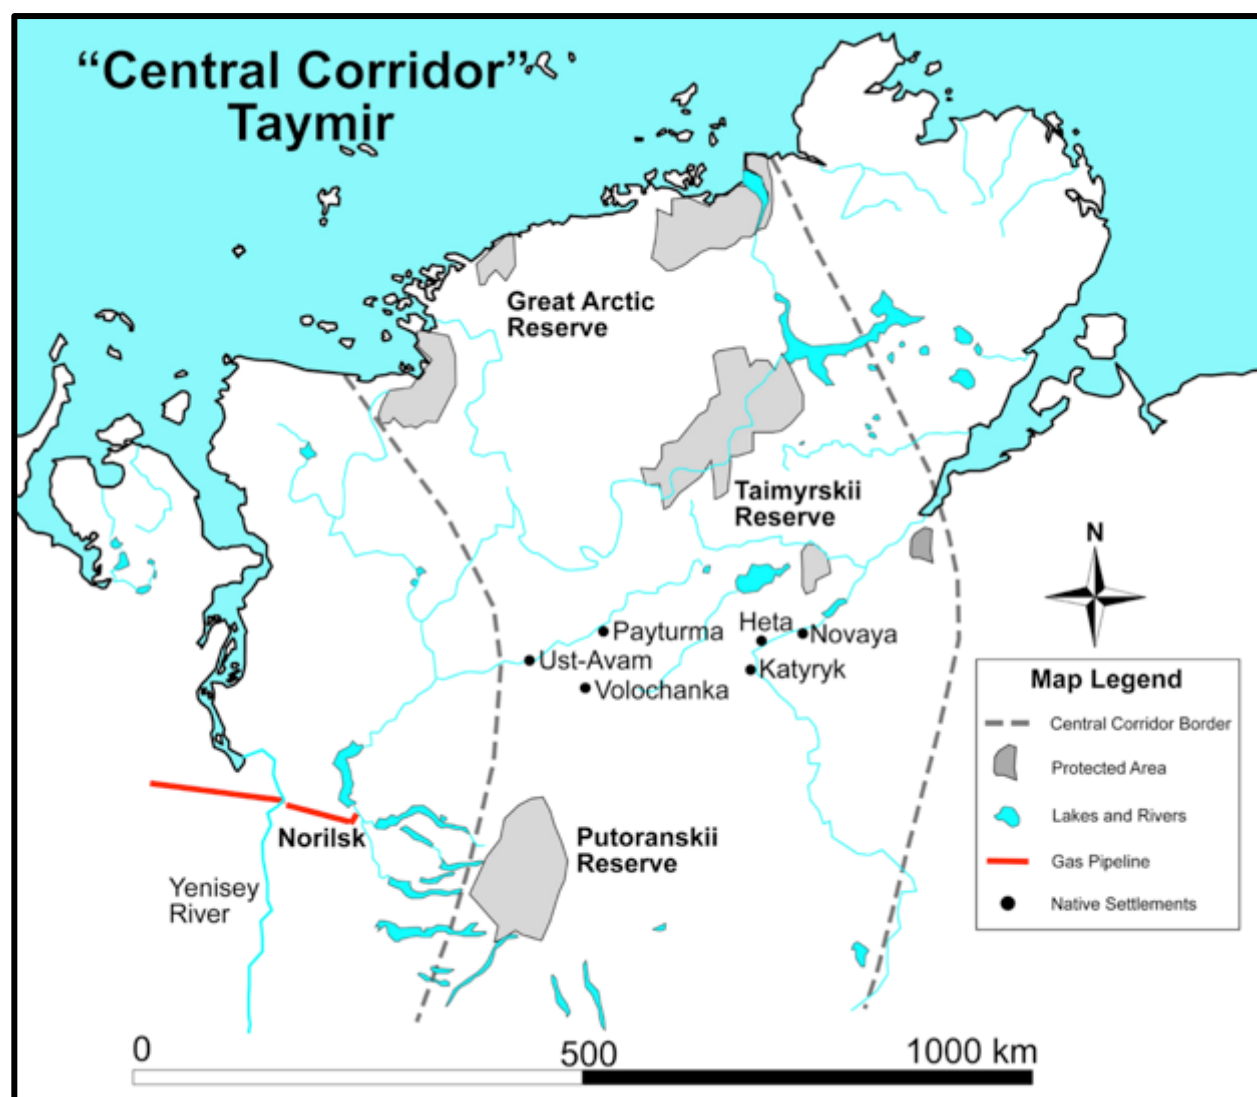 “Central Corridor”
Taymir
Great Arctic
Reserve
Taimyrskii
Reserve
N
Payturma
Heta
Novaya
Ust-Avam
Katyryk
Volochanka
Map Legend
Central Corridor Border
Protected Area
Lakes and Rivers
Gas Pipeline
Native Settlements
Norilsk
Putoranskii
Reserve
Yenisey
River
0
500
1000 km